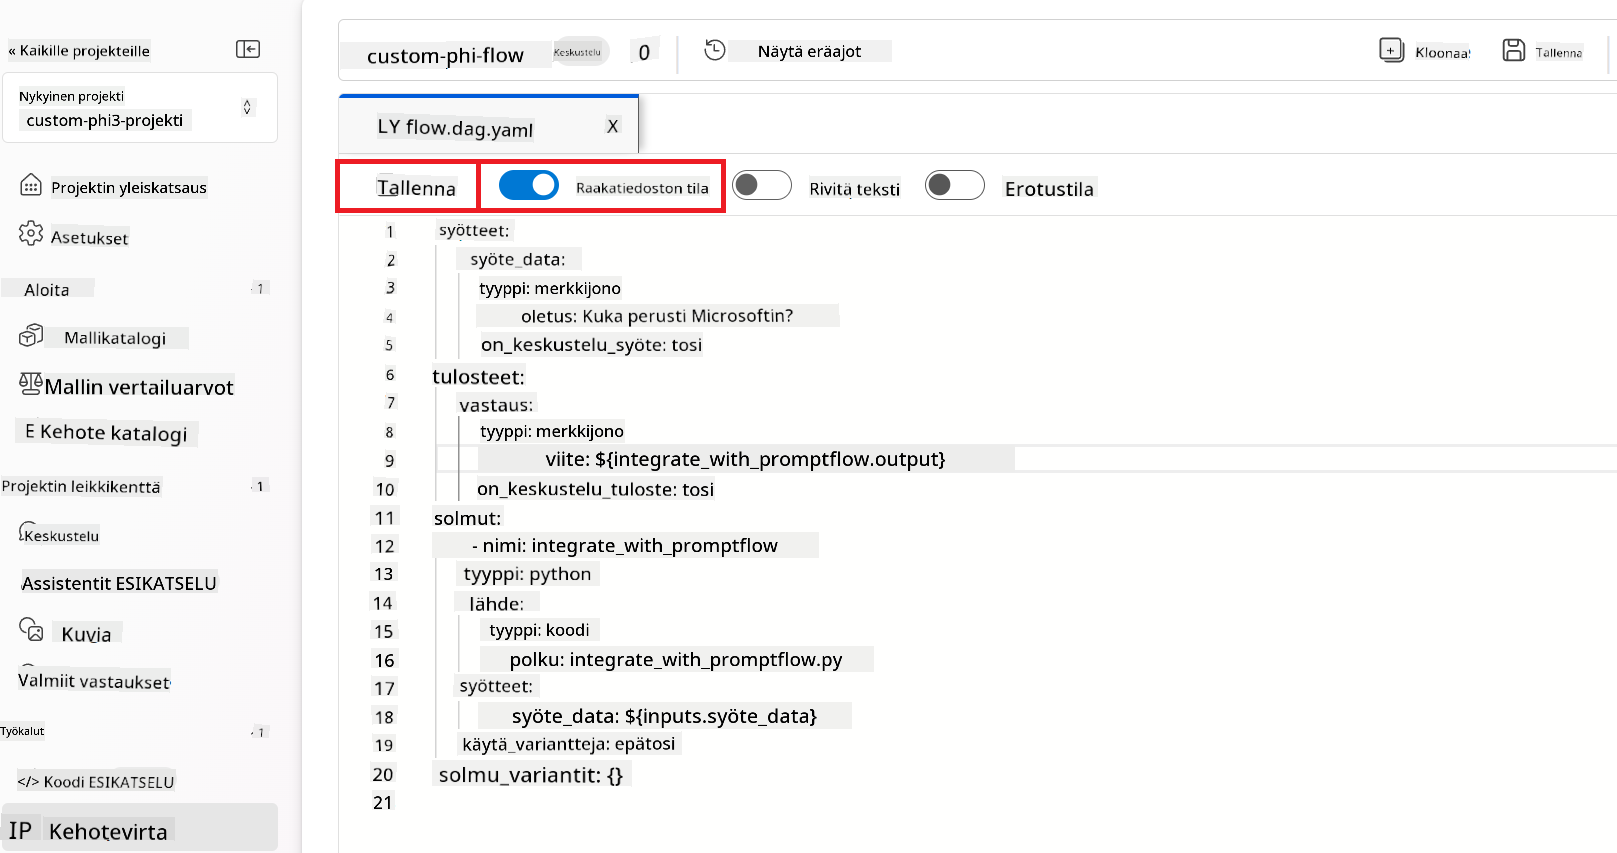 « Kaikille projekteille
Nykyinen projekti
custom-phi3-projekti
Projektin yleiskatsaus
Asetukset
Aloita 1
Mallikatalogi
Mallin vertailuarvot
E Kehote katalogi
Projektin leikkikenttä 1
Keskustelu
Assistentit ESIKATSELU
Kuvia
Valmiit vastaukset
Työkalut 1
</> Koodi ESIKATSELU
IP Kehotevirta
custom-phi-flow Keskustelu 0 Näytä eräajot Kloonaa Tallenna
LY flow.dag.yaml X
Tallenna Raakatiedoston tila Rivitä teksti Erotustila
1 syötteet:
2 syöte_data:
3 tyyppi: merkkijono
4 oletus: Kuka perusti Microsoftin?
5 on_keskustelu_syöte: tosi
6 tulosteet:
7 vastaus:
8 tyyppi: merkkijono
9 viite: ${integrate_with_promptflow.output}
10 on_keskustelu_tuloste: tosi
11 solmut:
12 - nimi: integrate_with_promptflow
13 tyyppi: python
14 lähde:
15 tyyppi: koodi
16 polku: integrate_with_promptflow.py
17 syötteet:
18 syöte_data: ${inputs.syöte_data}
19 käytä_variantteja: epätosi
20 solmu_variantit: {}
21